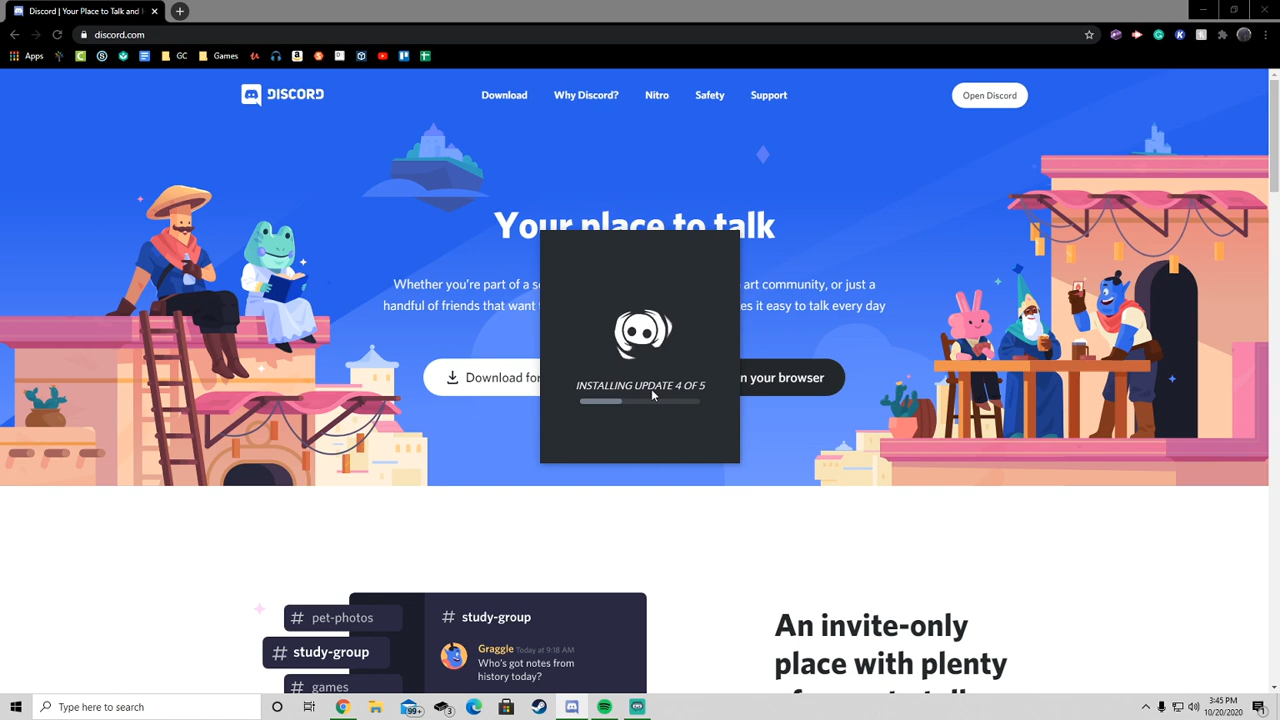 Discord | Your Place to Talk and
discord.com
Apps
GC
Games
DISCORD
Download
Why Discord?
Nitro
Safety
Support
Open Discord
Your place to talk
Whether you're part of a s
art community, or just a
handful of friends that want
es it easy to talk every day
Download for
n your browser
INSTALLING UPDATE 4 OF 5
# pet-photos
# study-group
# games
# study-group
Graggle Today at 9:18 AM
Who's got notes from
history today?
An invite-only
place with plenty
Type here to search
99+
3
3:45 PM
10/20/2020
1